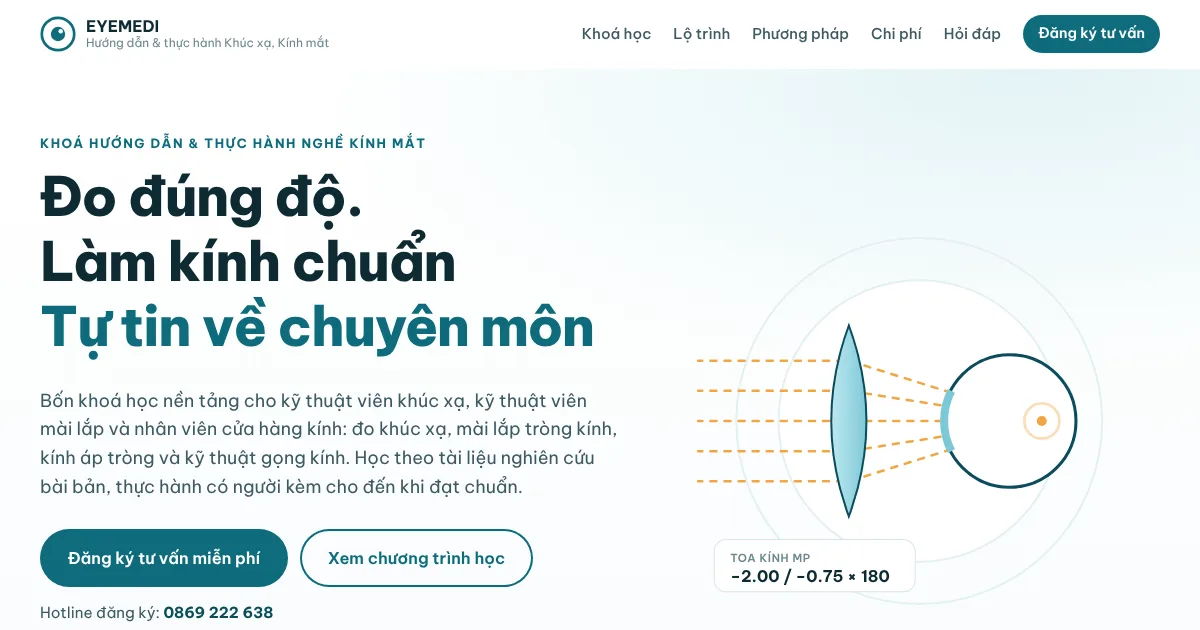 EYEMEDI
Hướng dẫn & thực hành Khúc xạ, Kính mắt
Khoá học
Lộ trình
Phương pháp
Chi phí
Hỏi đáp
Đăng ký tư vấn
KHOÁ HƯỚNG DẪN & THỰC HÀNH NGHỀ KÍNH MẮT
Đo đúng độ.
Làm kính chuẩn
Tự tin về chuyên môn
Bốn khoá học nền tảng cho kỹ thuật viên khúc xạ, kỹ thuật viên
mài lắp và nhân viên cửa hàng kính: đo khúc xạ, mài lắp tròng kính,
kính áp tròng và kỹ thuật gọng kính. Học theo tài liệu nghiên cứu
bài bản, thực hành có người kèm cho đến khi đạt chuẩn.
Đăng ký tư vấn miễn phí
Xem chương trình học
Hotline đăng ký: 0869 222 638
TOA KÍNH MP
−2.00 / −0.75 × 180